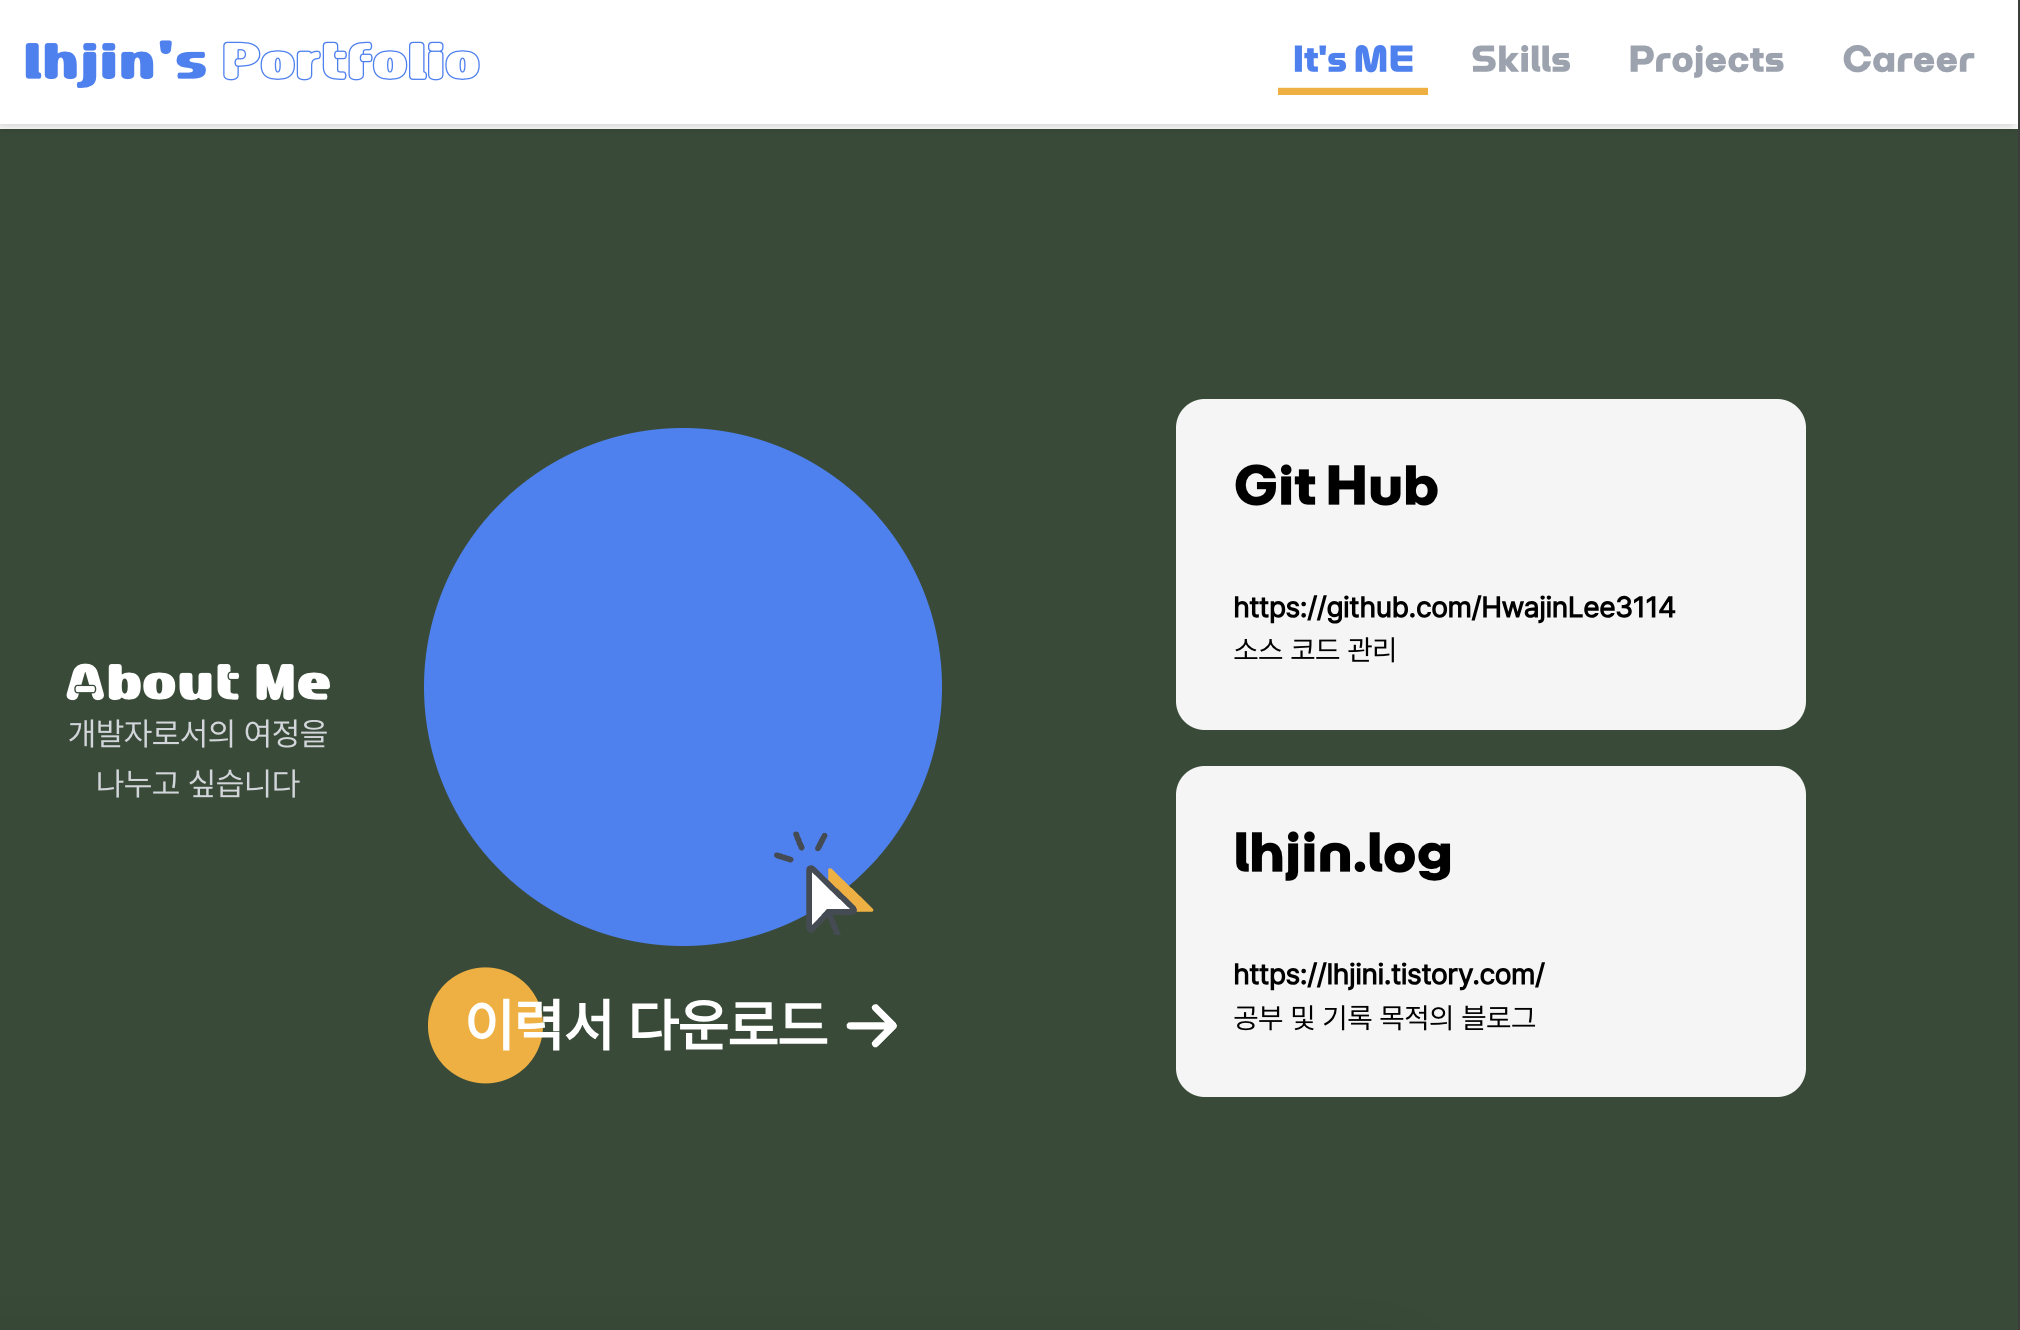 lhjin's Portfolio
It's ME
Skills
Projects
Career
About Me
개발자로서의 여정을
나누고 싶습니다
이력서 다운로드 →
Git Hub
https://github.com/HwajinLee3114
소스 코드 관리
lhjin.log
https://lhjini.tistory.com/
공부 및 기록 목적의 블로그